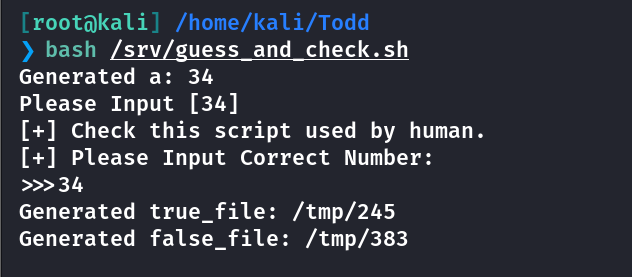 [root@kali] /home/kali/Todd
❯ bash /srv/guess_and_check.sh
Generated a: 34
Please Input [34]
[+] Check this script used by human.
[+] Please Input Correct Number:
>>>34
Generated true_file: /tmp/245
Generated false_file: /tmp/383